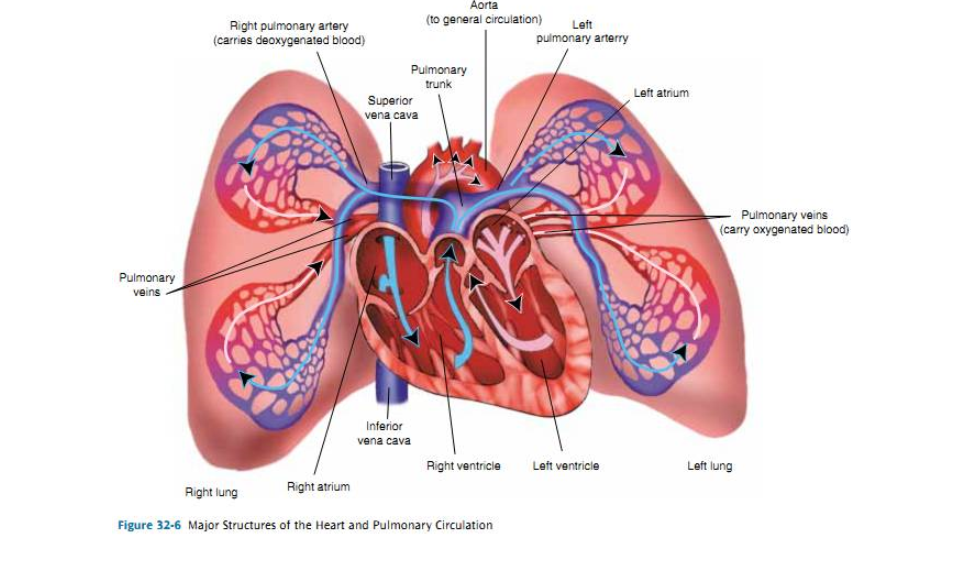 Aorta
(to general circulation)
Right pulmonary artery
(carries deoxygenated blood)
Left
pulmonary arterry
Pulmonary
trunk
Superior
vena cava
Left atrium
Pulmonary veins
(carry oxygenated blood)
Pulmonary
veins
Inferior
vena cava
Right ventricle
Left ventricle
Left lung
Right atrium
Right lung
Figure 32-6 Major Structures of the Heart and Pulmonary Circulation